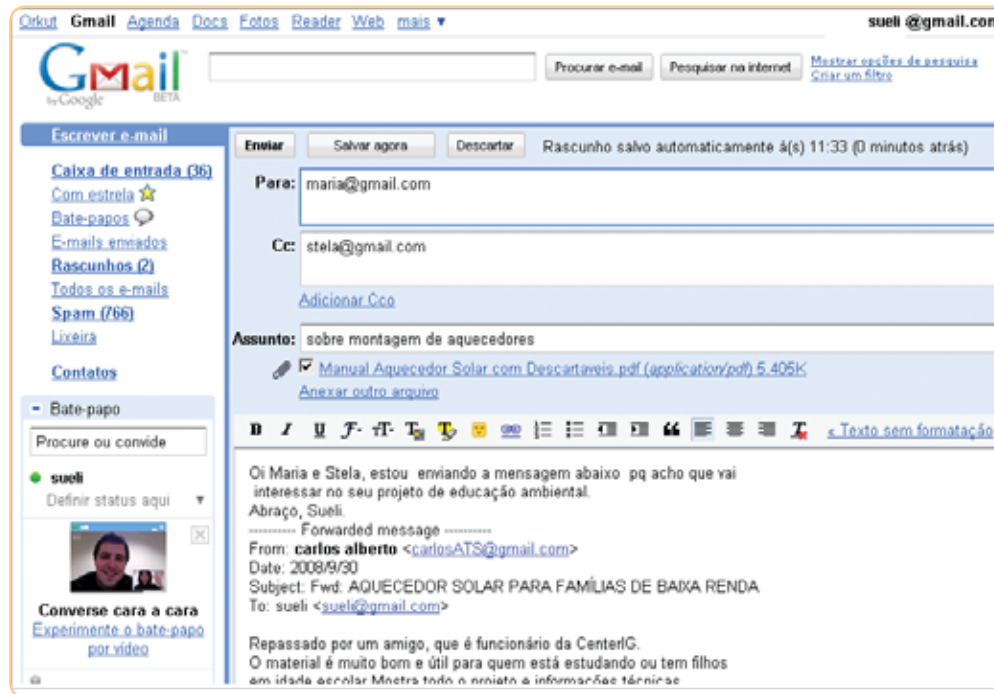 Orkut Gmail Agenda Docs Fotos Reader Web mais ▼ sueli @gmail.con
Gmail
by Google BETA
Procurar e-mail Pesquisar na internet Mostrar opções de pesquisa
Criar um filtro
Escrever e-mail
Caixa de entrada (36)
Com estrela
Bate-papos
E-mails enviados
Rascunhos (2)
Todos os e-mails
Spam (766)
Lixeira
Contatos
Bate-papo
Procure ou convide
sueli
Definir status aqui ▼
Converse cara a cara
Experimente o bate-papo
por vídeo
Enviar Salvar agora Descartar Rascunho salvo automaticamente á(s) 11:33 (0 minutos atrás)
Para: maria@gmail.com
Cc: stela@gmail.com
Adicionar Cco
Assunto: sobre montagem de aquecedores
Manual Aquecedor Solar com Descartaveis.pdf (application/pdf) 5.405K
Anexar outro arquivo
« Texto sem formatação
Oi Maria e Stela, estou enviando a mensagem abaixo pq acho que vai
interessar no seu projeto de educação ambiental.
Abraço, Sueli.
---------- Forwarded message ----------
From: carlos alberto <carlosATS@gmail.com>
Date: 2008/9/30
Subject: Fwd: AQUECEDOR SOLAR PARA FAMÍLIAS DE BAIXA RENDA
To: sueli <sueli@gmail.com>
Repassado por um amigo, que é funcionário da CenterIG.
O material é muito bom e útil para quem está estudando ou tem filhos
em idade escolar Mostra todo o projeto e informações técnicas